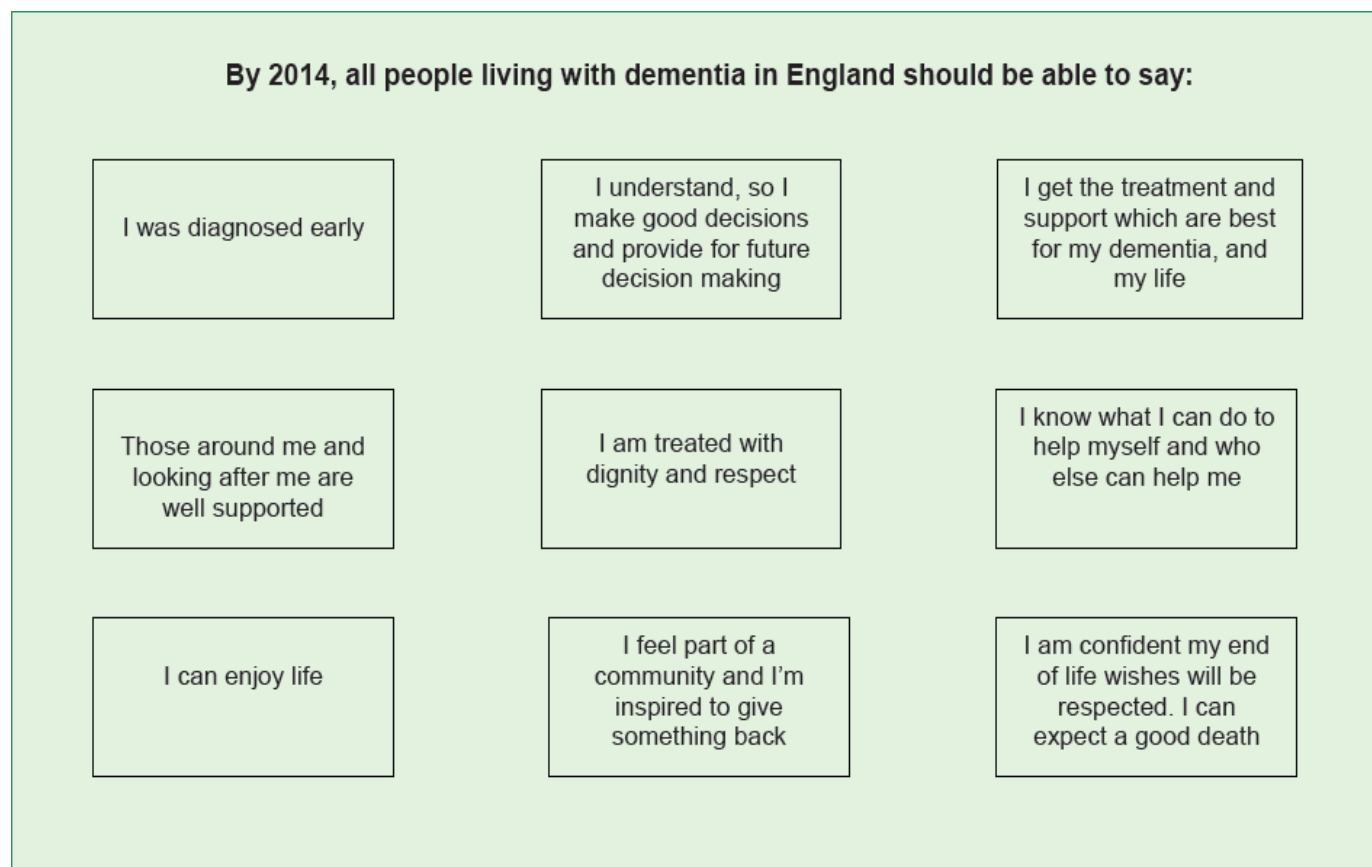 By 2014, all people living with dementia in England should be able to say:
I was diagnosed early
I understand, so I
make good decisions
and provide for future
decision making
I get the treatment and
support which are best
for my dementia, and
my life
Those around me and
looking after me are
well supported
I am treated with
dignity and respect
I know what I can do to
help myself and who
else can help me
I can enjoy life
I feel part of a
community and I’m
inspired to give
something back
I am confident my end
of life wishes will be
respected. I can
expect a good death